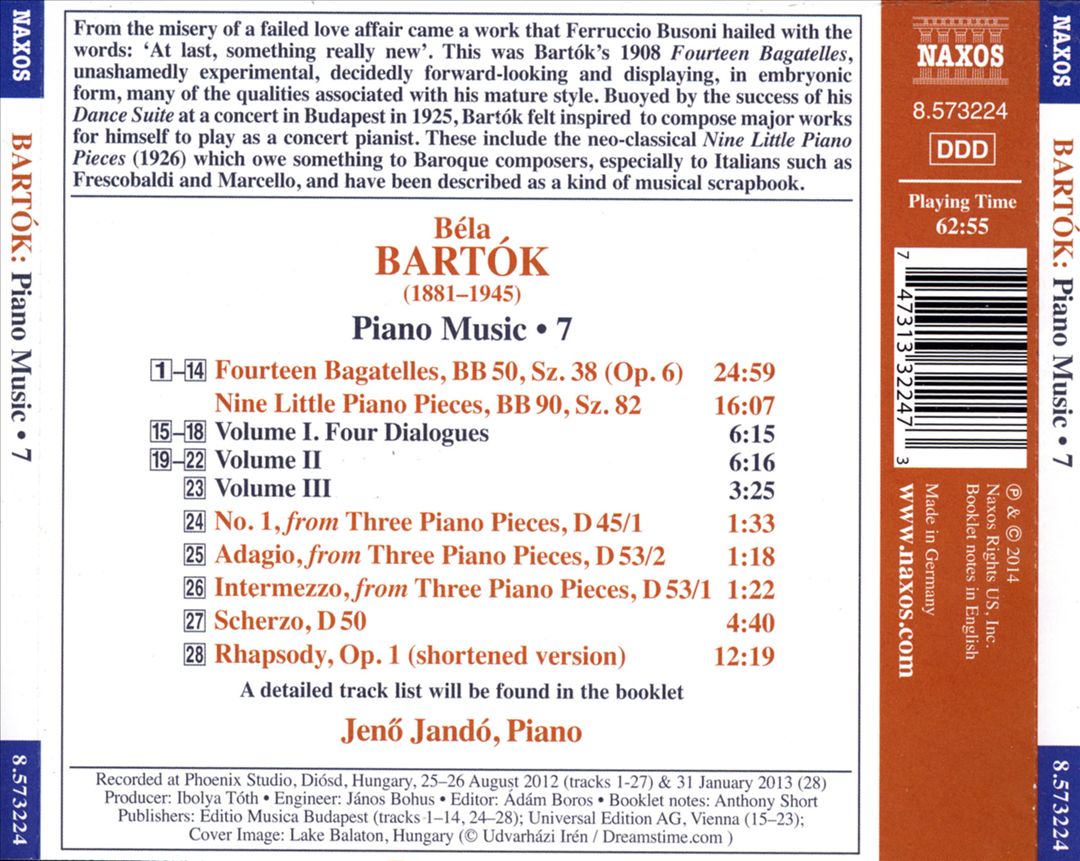 NAXOS
BARTÓK: Piano Music • 7
8.573224
From the misery of a failed love affair came a work that Ferruccio Busoni hailed with the
words: ‘At last, something really new’. This was Bartók’s 1908 Fourteen Bagatelles,
unashamedly experimental, decidedly forward-looking and displaying, in embryonic
form, many of the qualities associated with his mature style. Buoyed by the success of his
Dance Suite at a concert in Budapest in 1925, Bartók felt inspired to compose major works
for himself to play as a concert pianist. These include the neo-classical Nine Little Piano
Pieces (1926) which owe something to Baroque composers, especially to Italians such as
Frescobaldi and Marcello, and have been described as a kind of musical scrapbook.
Béla
BARTÓK
(1881–1945)
Piano Music • 7
1–14 Fourteen Bagatelles, BB 50, Sz. 38 (Op. 6) 24:59
Nine Little Piano Pieces, BB 90, Sz. 82 16:07
15–18 Volume I. Four Dialogues 6:15
19–22 Volume II 6:16
23 Volume III 3:25
24 No. 1, from Three Piano Pieces, D 45/1 1:33
25 Adagio, from Three Piano Pieces, D 53/2 1:18
26 Intermezzo, from Three Piano Pieces, D 53/1 1:22
27 Scherzo, D 50 4:40
28 Rhapsody, Op. 1 (shortened version) 12:19
A detailed track list will be found in the booklet
Jenő Jandó, Piano
Recorded at Phoenix Studio, Diósd, Hungary, 25–26 August 2012 (tracks 1-27) & 31 January 2013 (28)
Producer: Ibolya Tóth • Engineer: János Bohus • Editor: Ádám Boros • Booklet notes: Anthony Short
Publishers: Editio Musica Budapest (tracks 1–14, 24–28); Universal Edition AG, Vienna (15–23);
Cover Image: Lake Balaton, Hungary (© Udvarházi Irén / Dreamstime.com )
NAXOS
8.573224
DDD
Playing Time
62:55
7 47313 32247 3
℗ & © 2014
Naxos Rights US, Inc.
Booklet notes in English
Made in Germany
www.naxos.com
NAXOS
BARTÓK: Piano Music • 7
8.573224